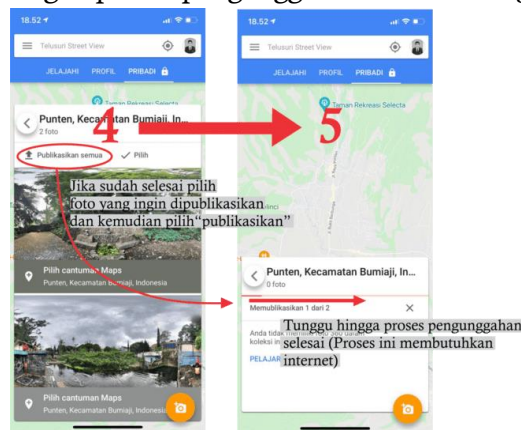 18.52
Telusuri Street View
JELAJAHI PROFIL PRIBADI
Taman Rekreasi Selecta
Punten, Kecamatan Bumiaji, In...
2 foto
4
Publikasikan semua
Pilih
Jika sudah selesai pilih
foto yang ingin dipublikasikan
dan kemudian pilih“publikasikan”
Pilih cantuman Maps
Punten, Kecamatan Bumiaji, Indonesia
Pilih cantuman Maps
Punten, Kecamatan Bumiaji, Indonesia
18.52
Telusuri Street View
JELAJAHI PROFIL PRIBADI
Taman Rekreasi Selecta
5
Punten, Kecamatan Bumiaji, In...
0 foto
Memublikasikan 1 dari 2
Anda tidak
koleksi
PELAJAR
Tunggu hingga proses pengunggahan
selesai (Proses ini membutuhkan
internet)